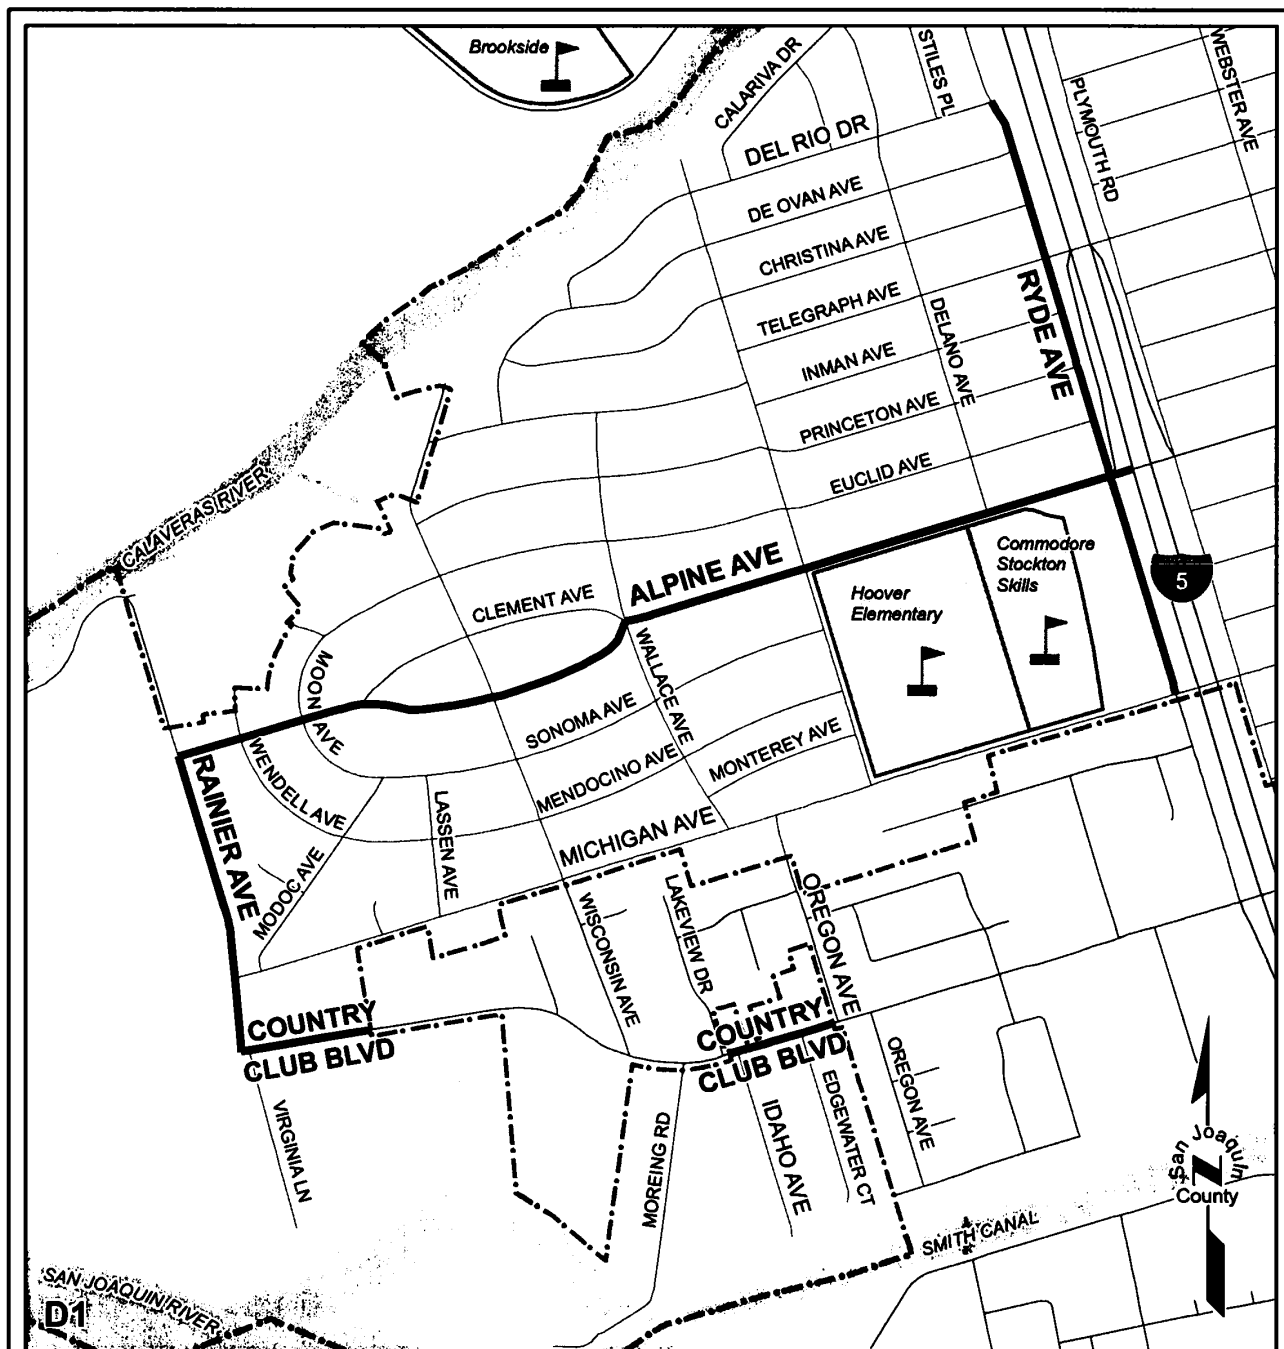 Brookside
CALARIVA DR
STILES PL
WEBSTER AVE
PLYMOUTH RD
DEL RIO DR
DE OVAN AVE
CHRISTINA AVE
TELEGRAPH AVE
DELANO AVE
RYDE AVE
INMAN AVE
PRINCETON AVE
EUCLID AVE
CALAVERAS RIVER
ALPINE AVE
Commodore
Stockton
Skills
Hoover
Elementary
5
CLEMENT AVE
MOON AVE
WALLACE AVE
SONOMA AVE
MENDOCINO AVE
MONTEREY AVE
WENDELL AVE
RAINIER AVE
LASSEN AVE
MODOC AVE
MICHIGAN AVE
WISCONSIN AVE
LAKEVIEW DR
OREGON AVE
COUNTRY
CLUB BLVD
COUNTRY
CLUB BLVD
VIRGINIA LN
MOREING RD
IDAHO AVE
EDGEWATER CT
OREGON AVE
San Joaquin
N
County
SMITH CANAL
SAN JOAQUIN RIVER
D1